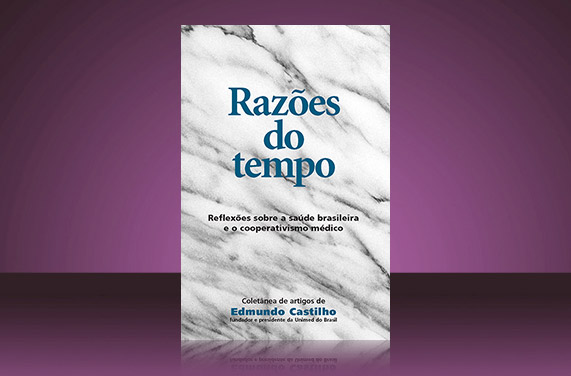 Razões
do
tempo
Reflexões sobre a saúde brasileira
e o cooperativismo médico
Coletânea de artigos de
Edmundo Castilho
fundador e presidente da Unimed do Brasil